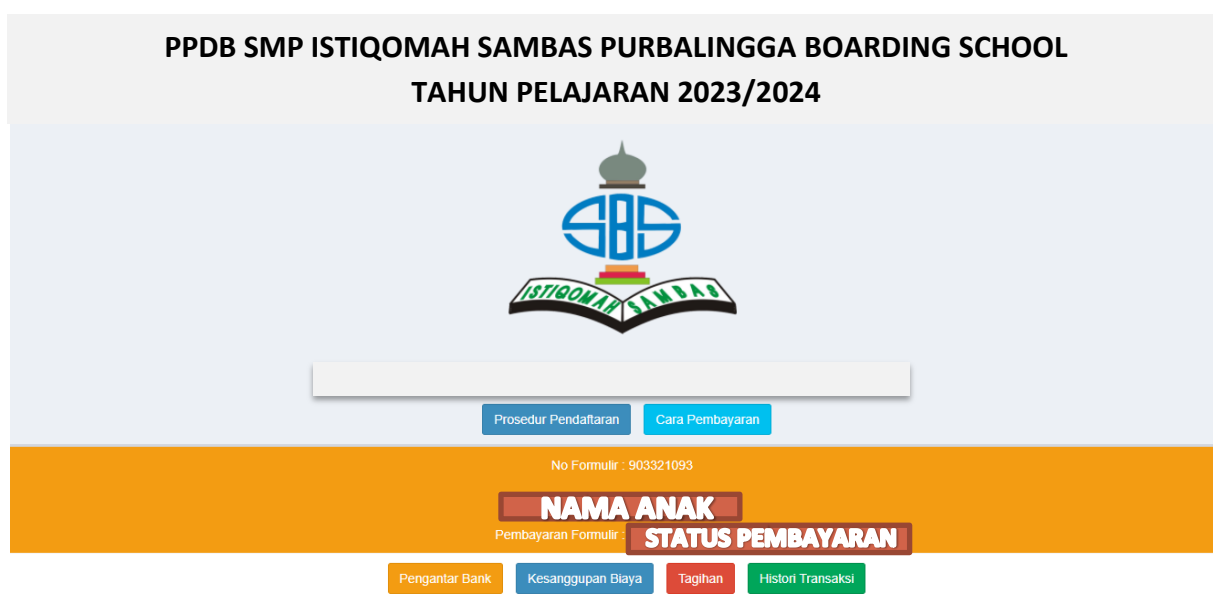 PPDB SMP ISTIQOMAH SAMBAS PURBALINGGA BOARDING SCHOOL
TAHUN PELAJARAN 2023/2024
SBS
ISTIQOMAH SAMBAS
Prosedur Pendaftaran Cara Pembayaran
No Formulir : 903321093
NAMA ANAK
Pembayaran Formulir : STATUS PEMBAYARAN
Pengantar Bank Kesanggupan Biaya Tagihan Histori Transaksi